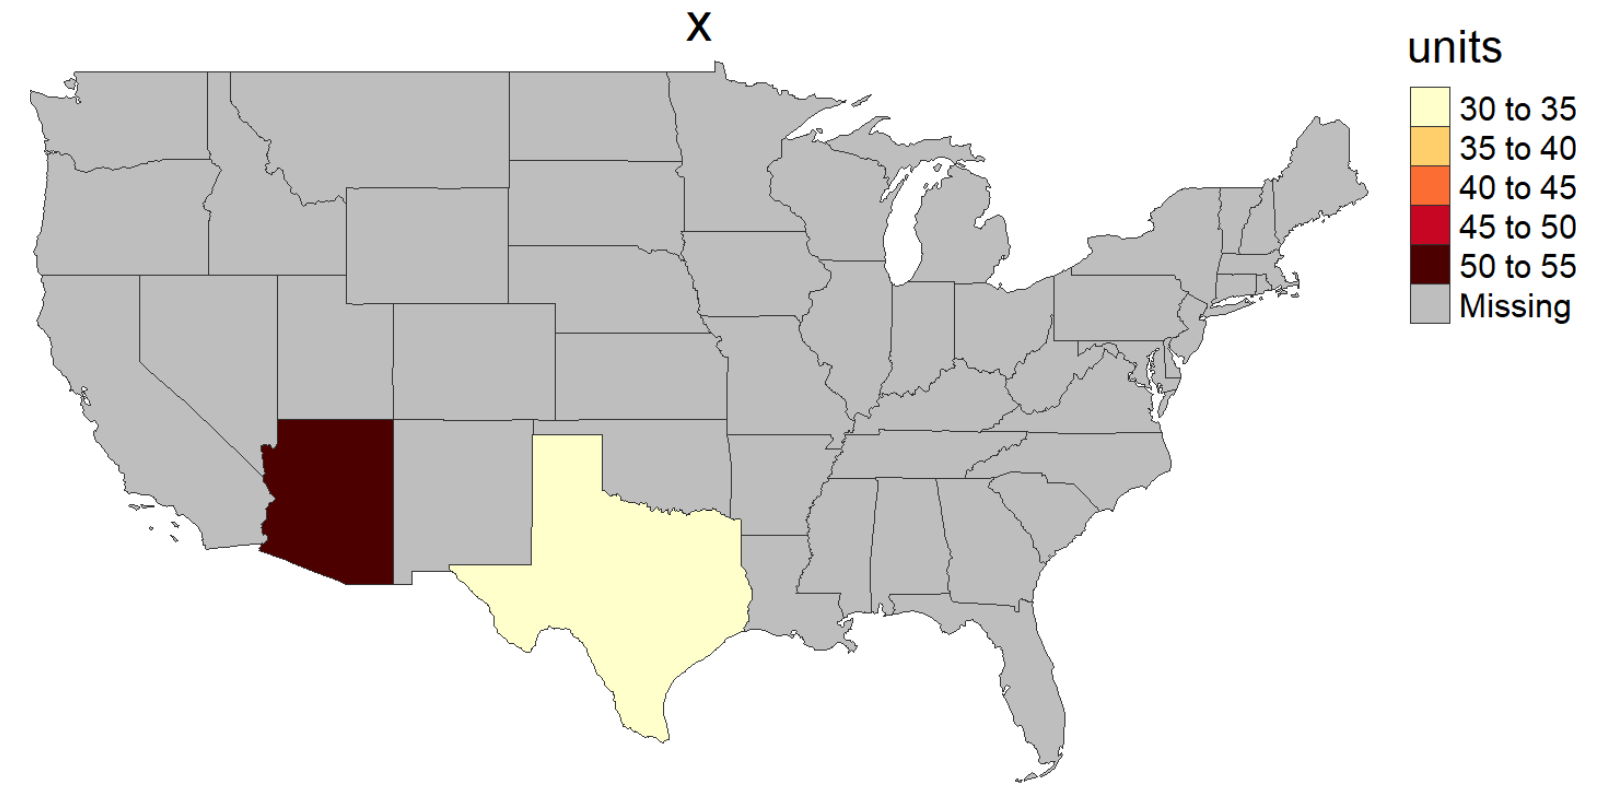 x
units
30 to 35
35 to 40
40 to 45
45 to 50
50 to 55
Missing